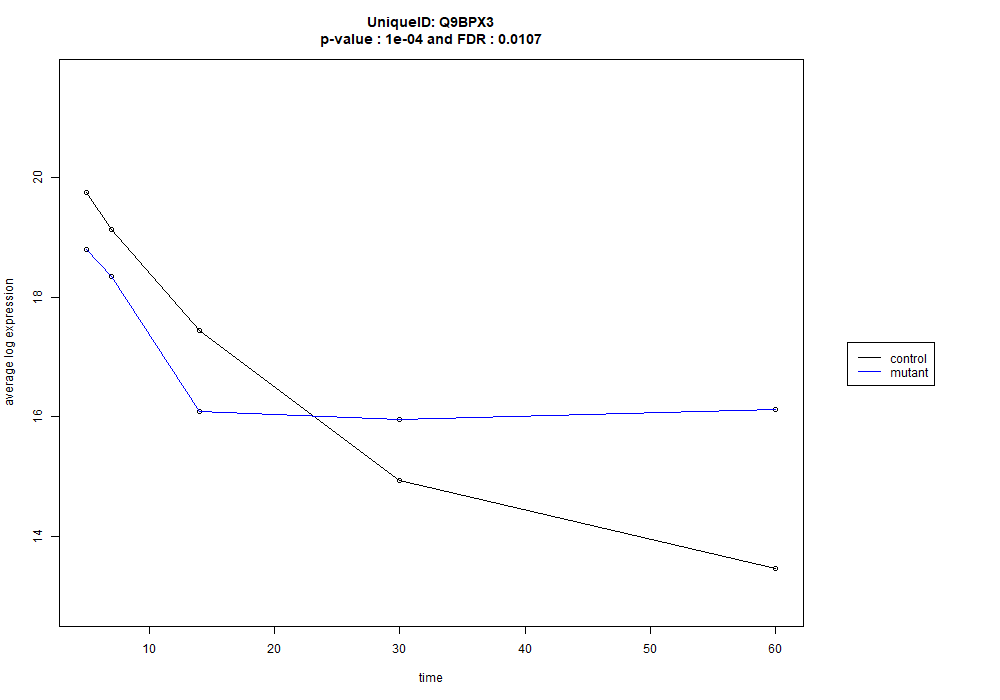 UniqueID: Q9BPX3
p-value : 1e-04 and FDR : 0.0107
average log expression
20
18
16
14
10
20
30
40
50
60
time
control
mutant